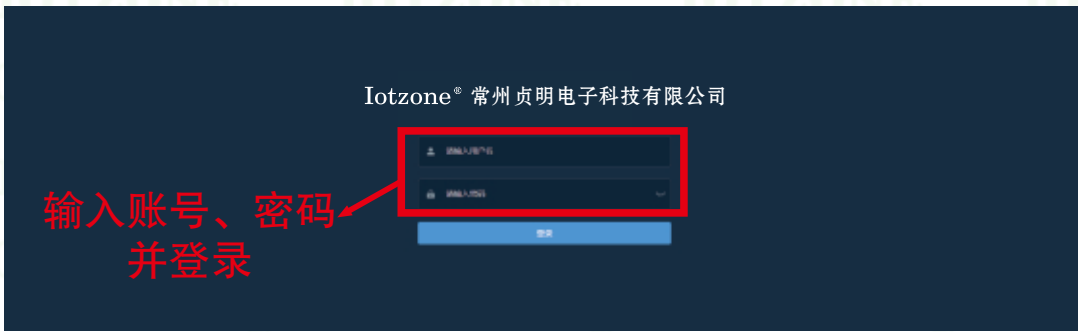 Iotzone® 常州贞明电子科技有限公司
请输入用户名
请输入密码
输入账号、密码
并登录
登录